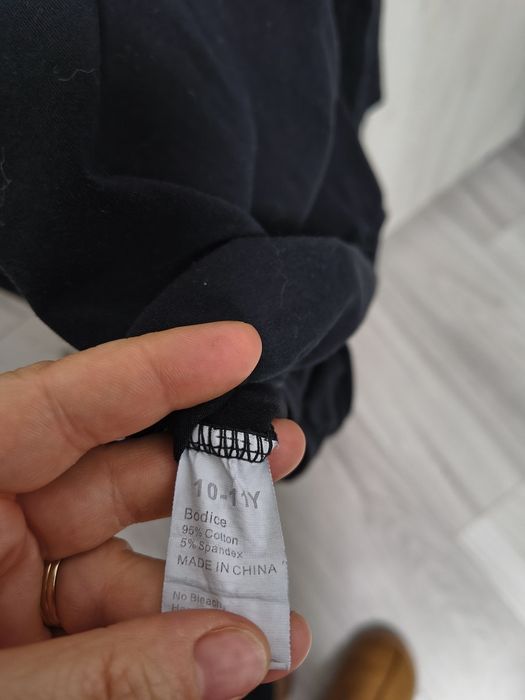 10-11Y
Bodice
95% Cotton
5% Spandex
MADE IN CHINA
No Bleach